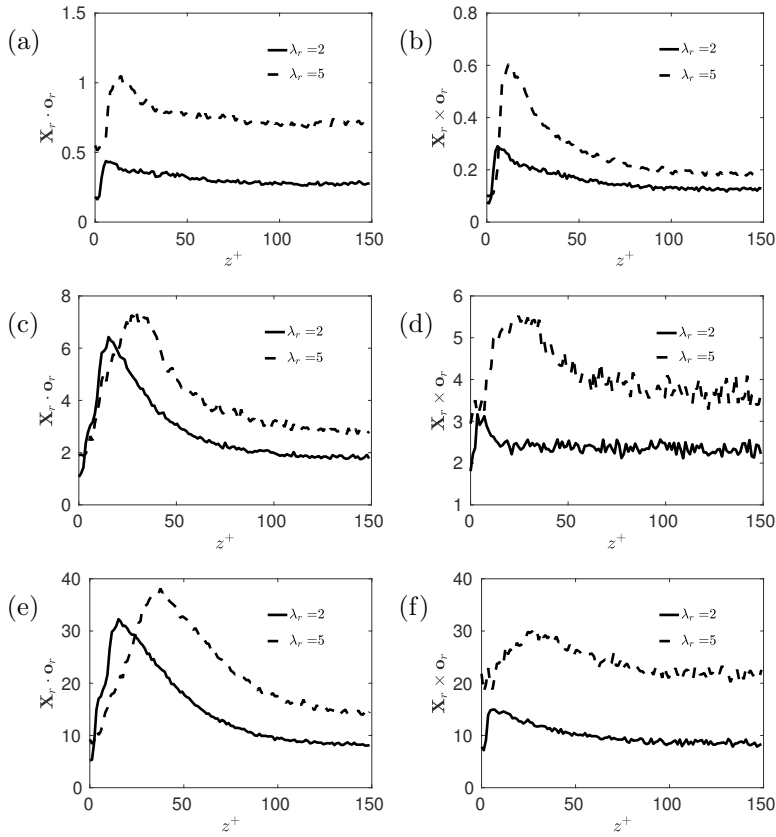 (a)
1.5
1
0.5
0
X_r · o_r
λ_r =2
λ_r =5
0 50 100 150
z⁺
(b)
0.8
0.6
0.4
0.2
0
X_r × o_r
λ_r =2
λ_r =5
0 50 100 150
z⁺
(c)
8
6
4
2
0
X_r · o_r
λ_r =2
λ_r =5
0 50 100 150
z⁺
(d)
6
5
4
3
2
1
X_r × o_r
λ_r =2
λ_r =5
0 50 100 150
z⁺
(e)
40
30
20
10
0
X_r · o_r
λ_r =2
λ_r =5
0 50 100 150
z⁺
(f)
40
30
20
10
0
X_r × o_r
λ_r =2
λ_r =5
0 50 100 150
z⁺